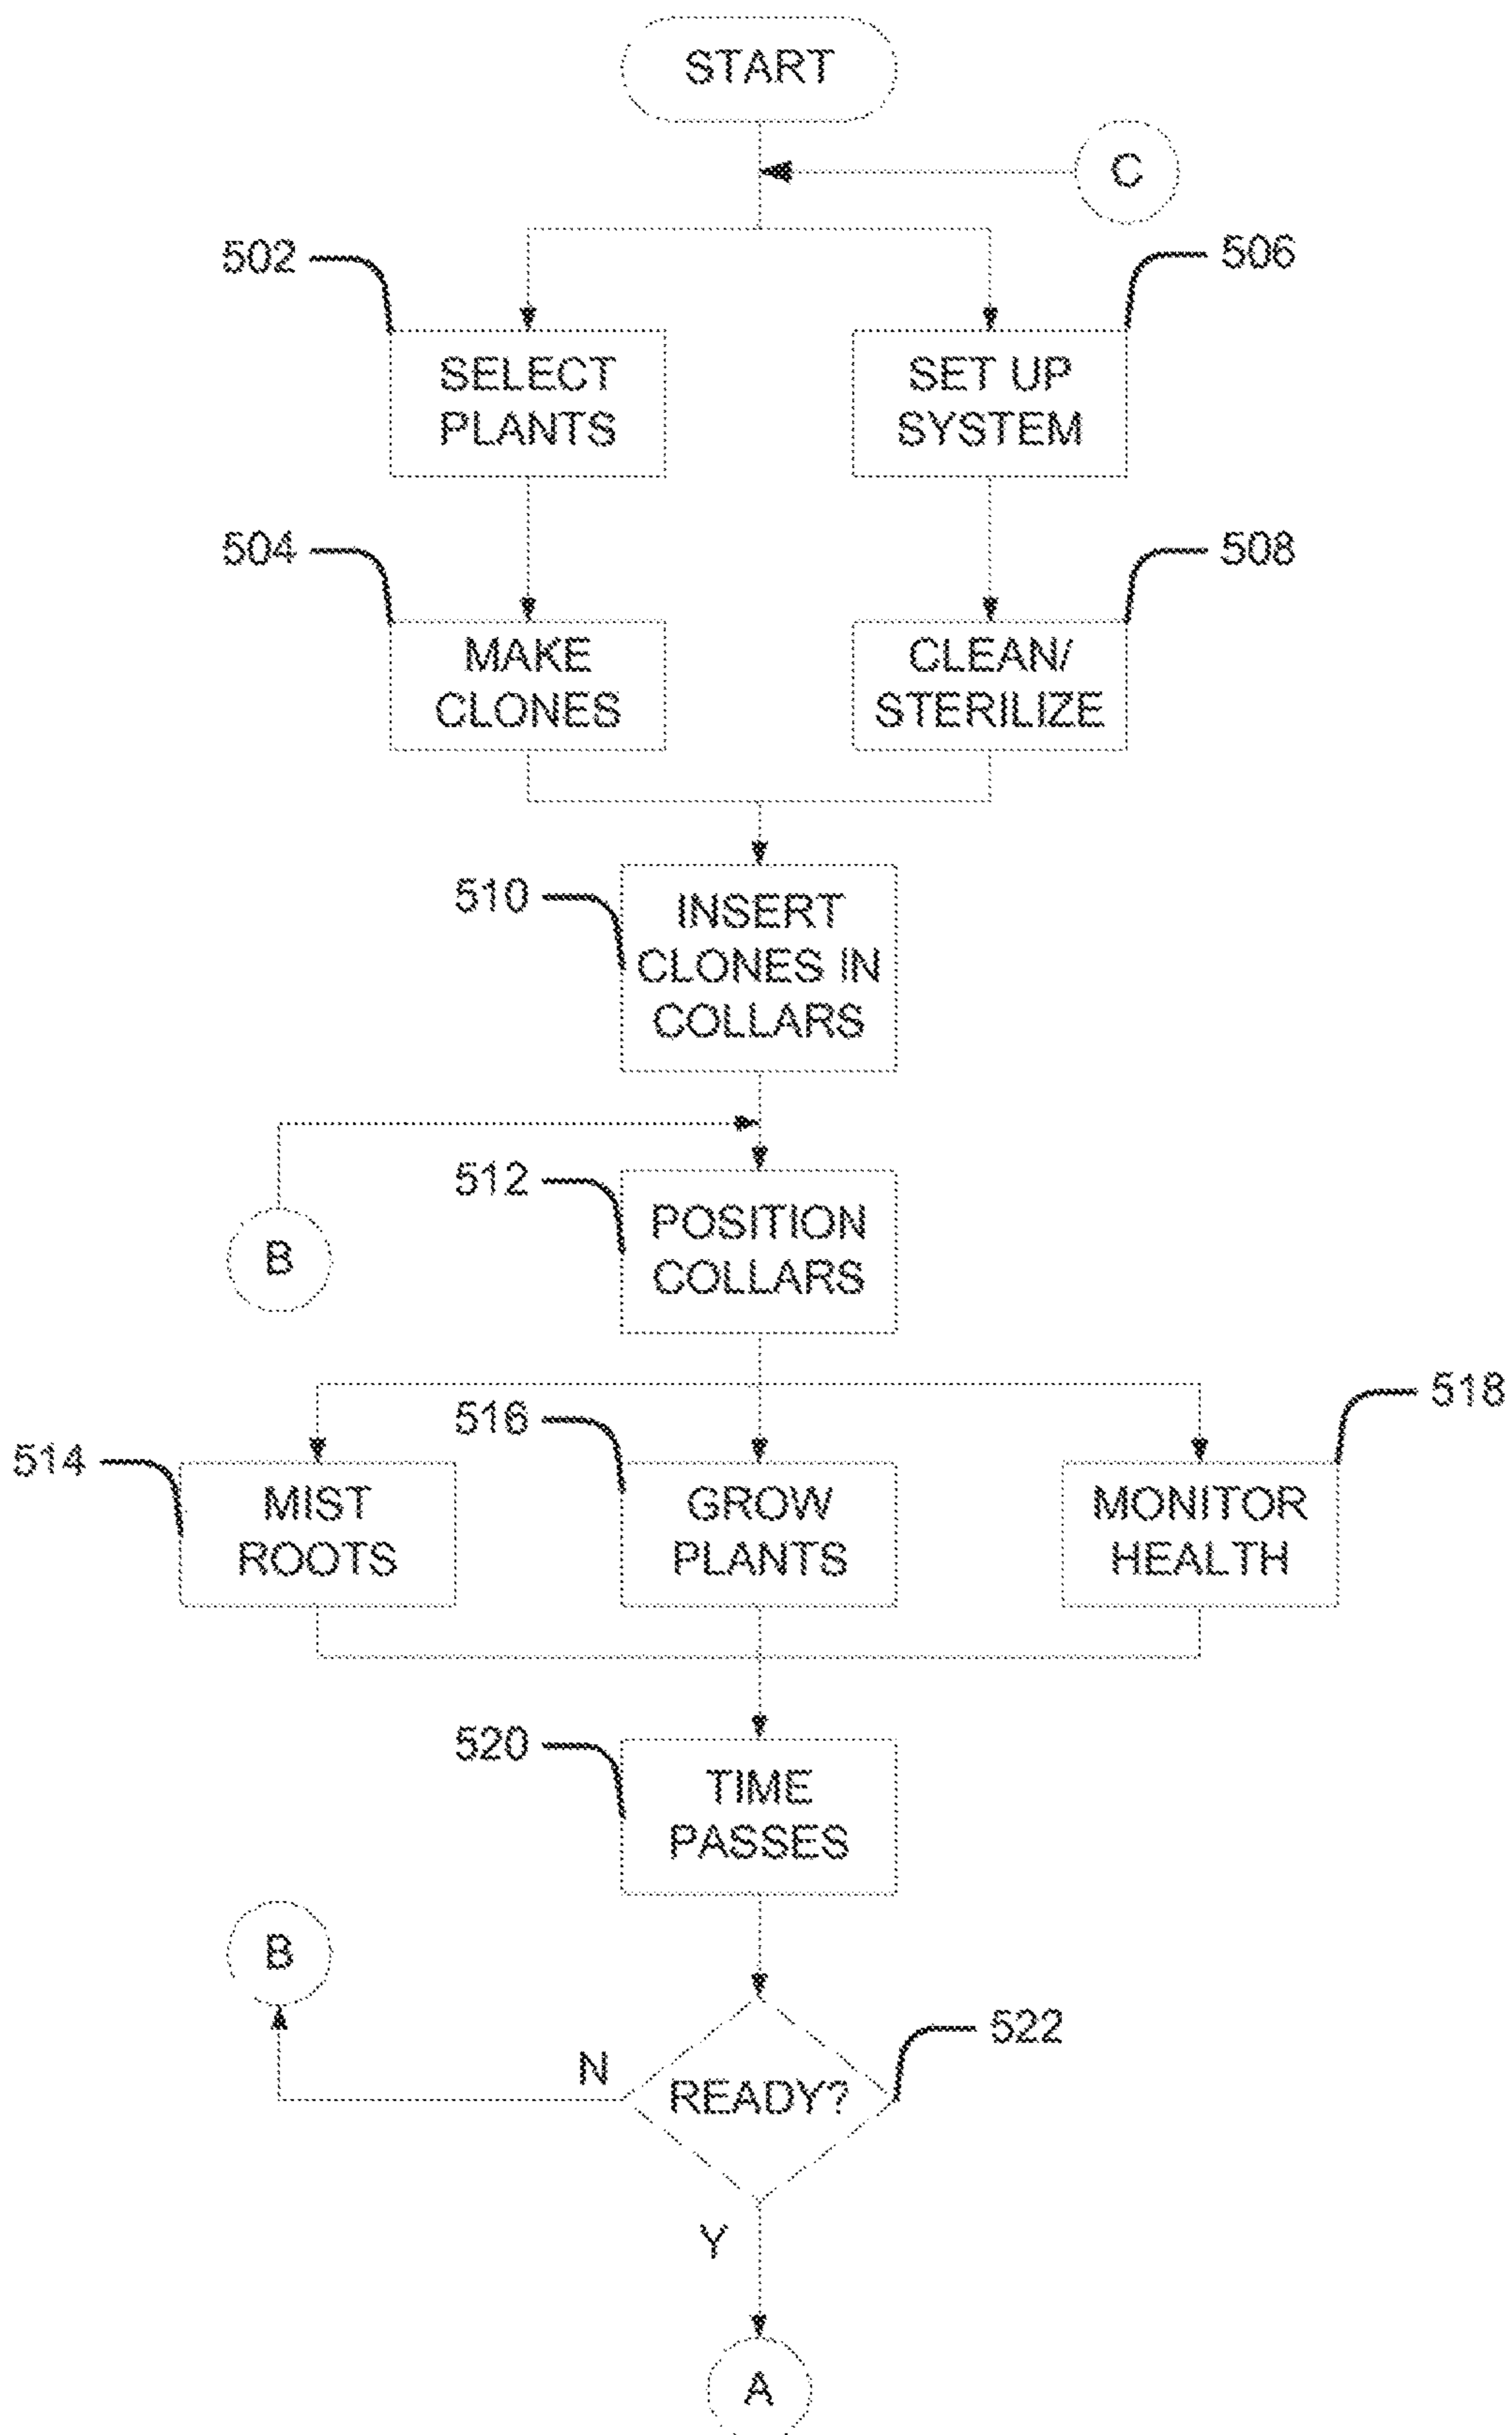 START
C
502
506
SELECT
PLANTS
SET UP
SYSTEM
504
508
MAKE
CLONES
CLEAN/
STERILIZE
510
INSERT
CLONES IN
COLLARS
512
POSITION
COLLARS
B
514
516
518
MIST
ROOTS
GROW
PLANTS
MONITOR
HEALTH
520
TIME
PASSES
B
522
N
READY?
Y
A